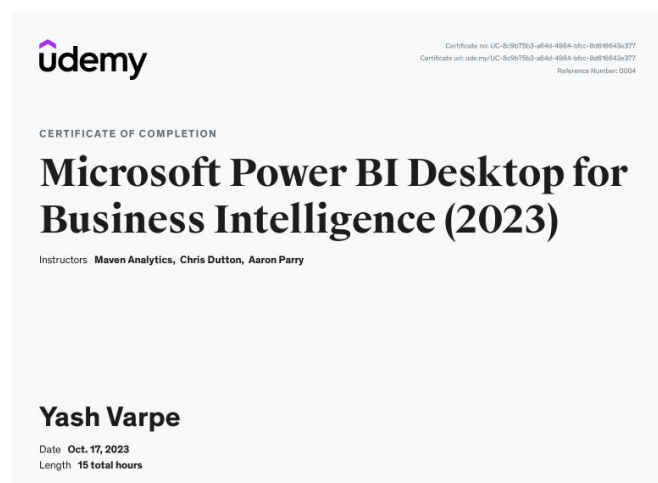 udemy
Certificate no: UC-8c9b75b3-a64d-4984-bfcc-8d616643e377
Certificate url: ude.my/UC-8c9b75b3-a64d-4984-bfcc-8d616643e377
Reference Number: 0004
CERTIFICATE OF COMPLETION
Microsoft Power BI Desktop for
Business Intelligence (2023)
Instructors Maven Analytics, Chris Dutton, Aaron Parry
Yash Varpe
Date Oct. 17, 2023
Length 15 total hours